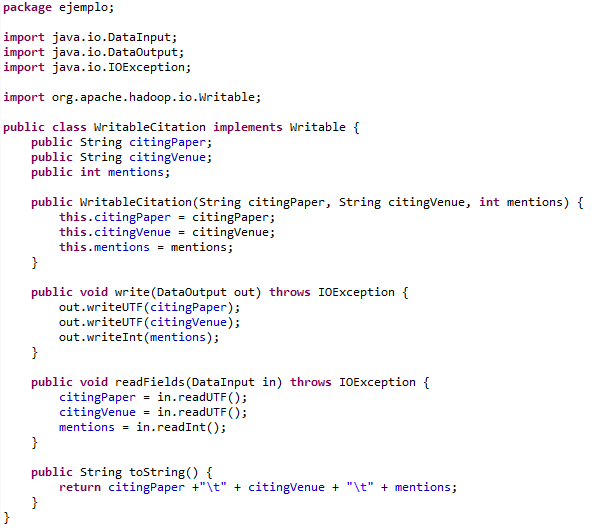 package ejemplo;
import java.io.DataInput;
import java.io.DataOutput;
import java.io.IOException;
import org.apache.hadoop.io.Writable;
public class WritableCitation implements Writable {
    public String citingPaper;
    public String citingVenue;
    public int mentions;
    public WritableCitation(String citingPaper, String citingVenue, int mentions) {
        this.citingPaper = citingPaper;
        this.citingVenue = citingVenue;
        this.mentions = mentions;
    }
    public void write(DataOutput out) throws IOException {
        out.writeUTF(citingPaper);
        out.writeUTF(citingVenue);
        out.writeInt(mentions);
    }
    public void readFields(DataInput in) throws IOException {
        citingPaper = in.readUTF();
        citingVenue = in.readUTF();
        mentions = in.readInt();
    }
    public String toString() {
        return citingPaper +"\t" + citingVenue + "\t" + mentions;
    }
}